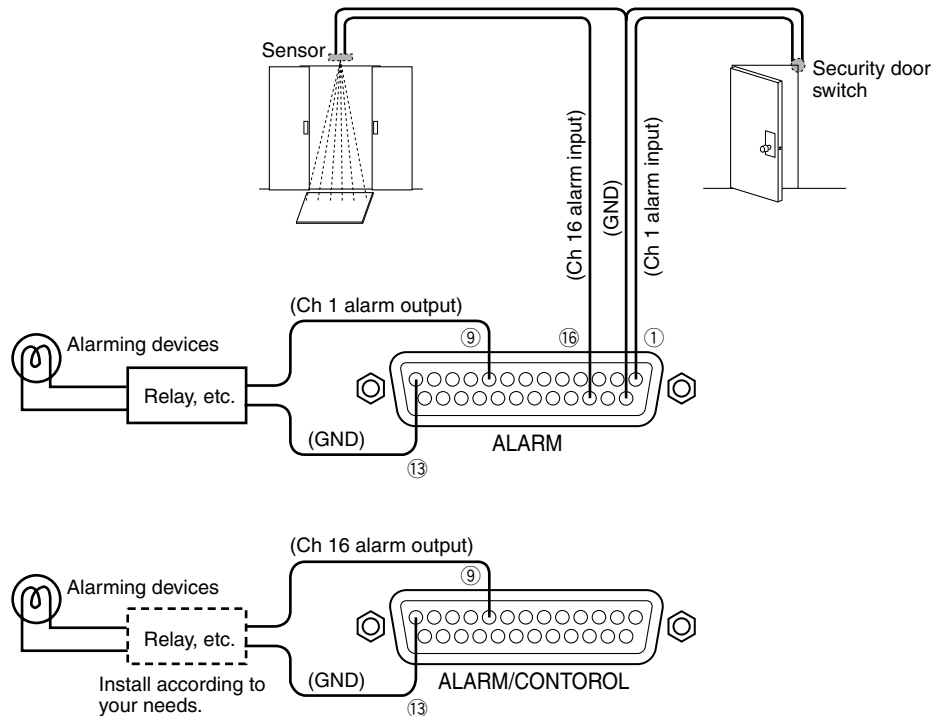 Sensor
Security door
switch
(Ch 16 alarm input)
(GND)
(Ch 1 alarm input)
(Ch 1 alarm output)
⑨
⑯
①
Alarming devices
Relay, etc.
(GND)
⑬
ALARM
(Ch 16 alarm output)
⑨
Alarming devices
Relay, etc.
Install according to
your needs.
(GND)
⑬
ALARM/CONTOROL